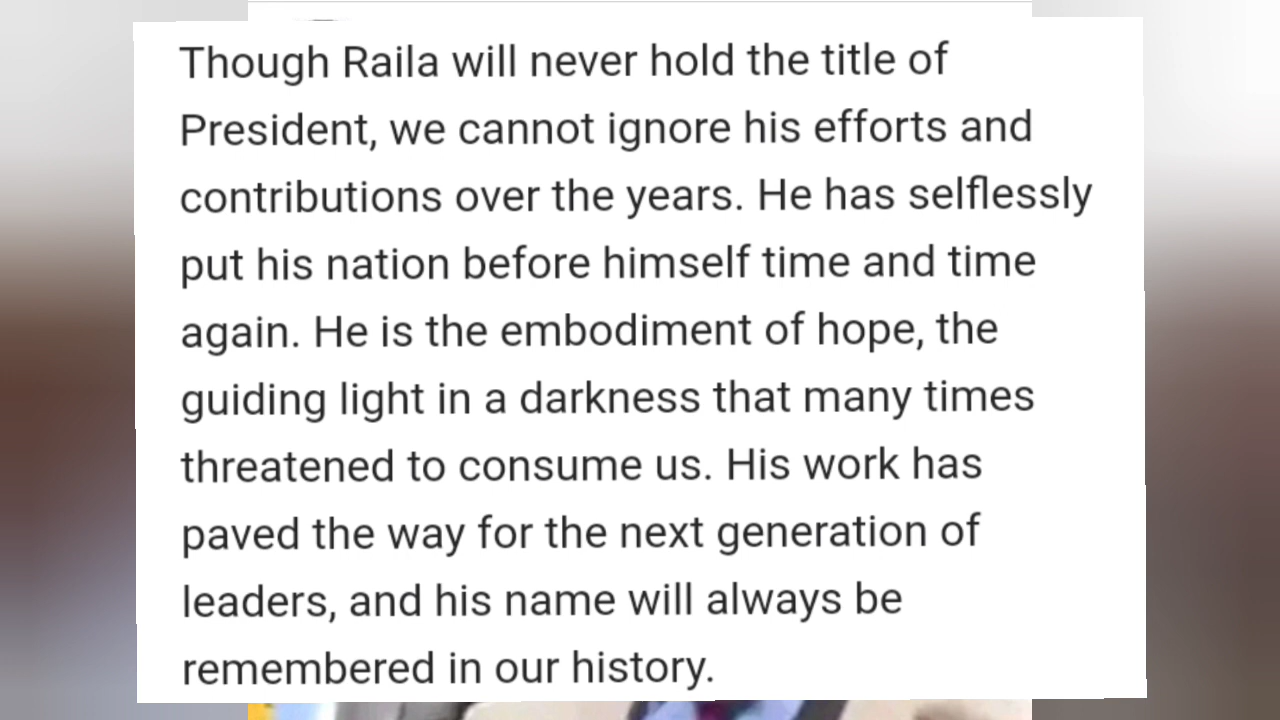 Though Raila will never hold the title of
President, we cannot ignore his efforts and
contributions over the years. He has selflessly
put his nation before himself time and time
again. He is the embodiment of hope, the
guiding light in a darkness that many times
threatened to consume us. His work has
paved the way for the next generation of
leaders, and his name will always be
remembered in our history.